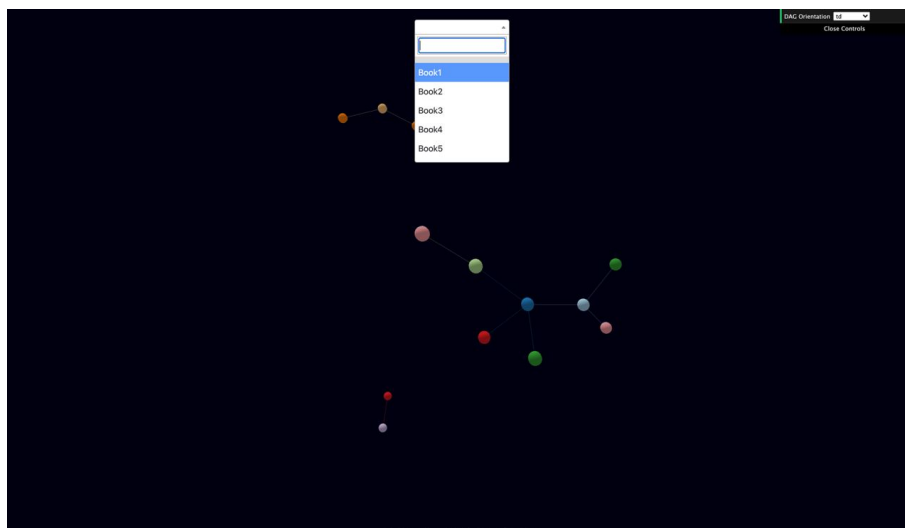 DAG Orientation td
Close Controls
Book1
Book2
Book3
Book4
Book5